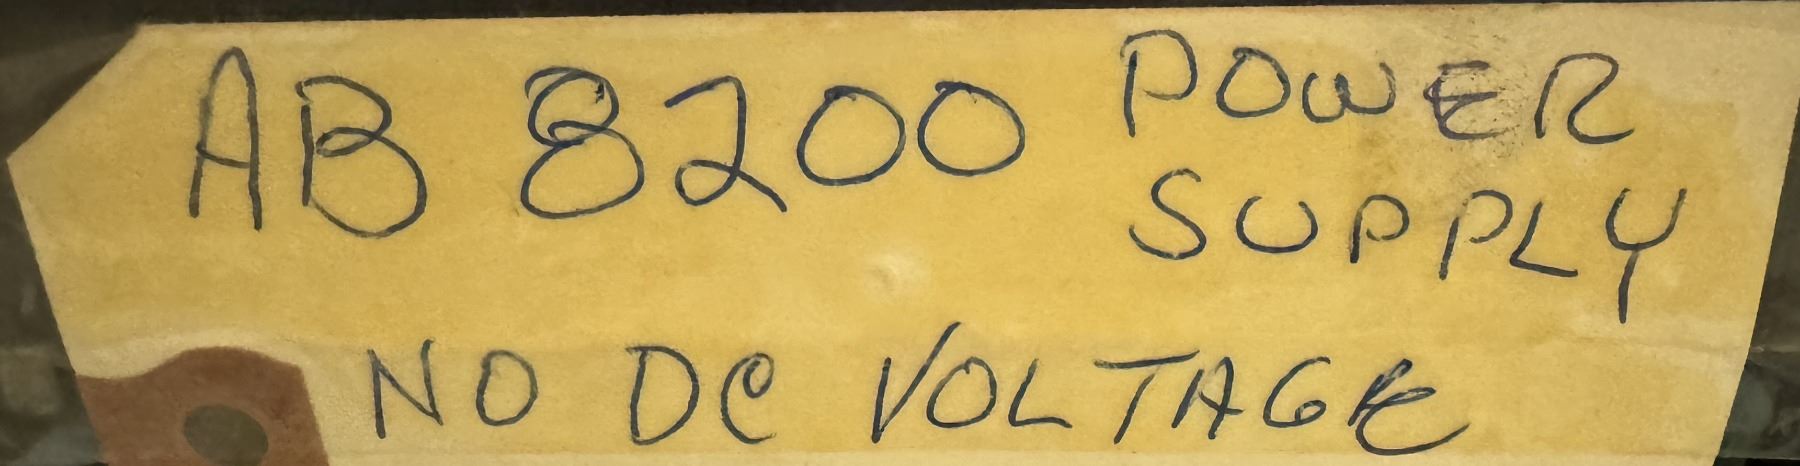 AB 8200 POWER
SUPPLY
NO DC VOLTAGE